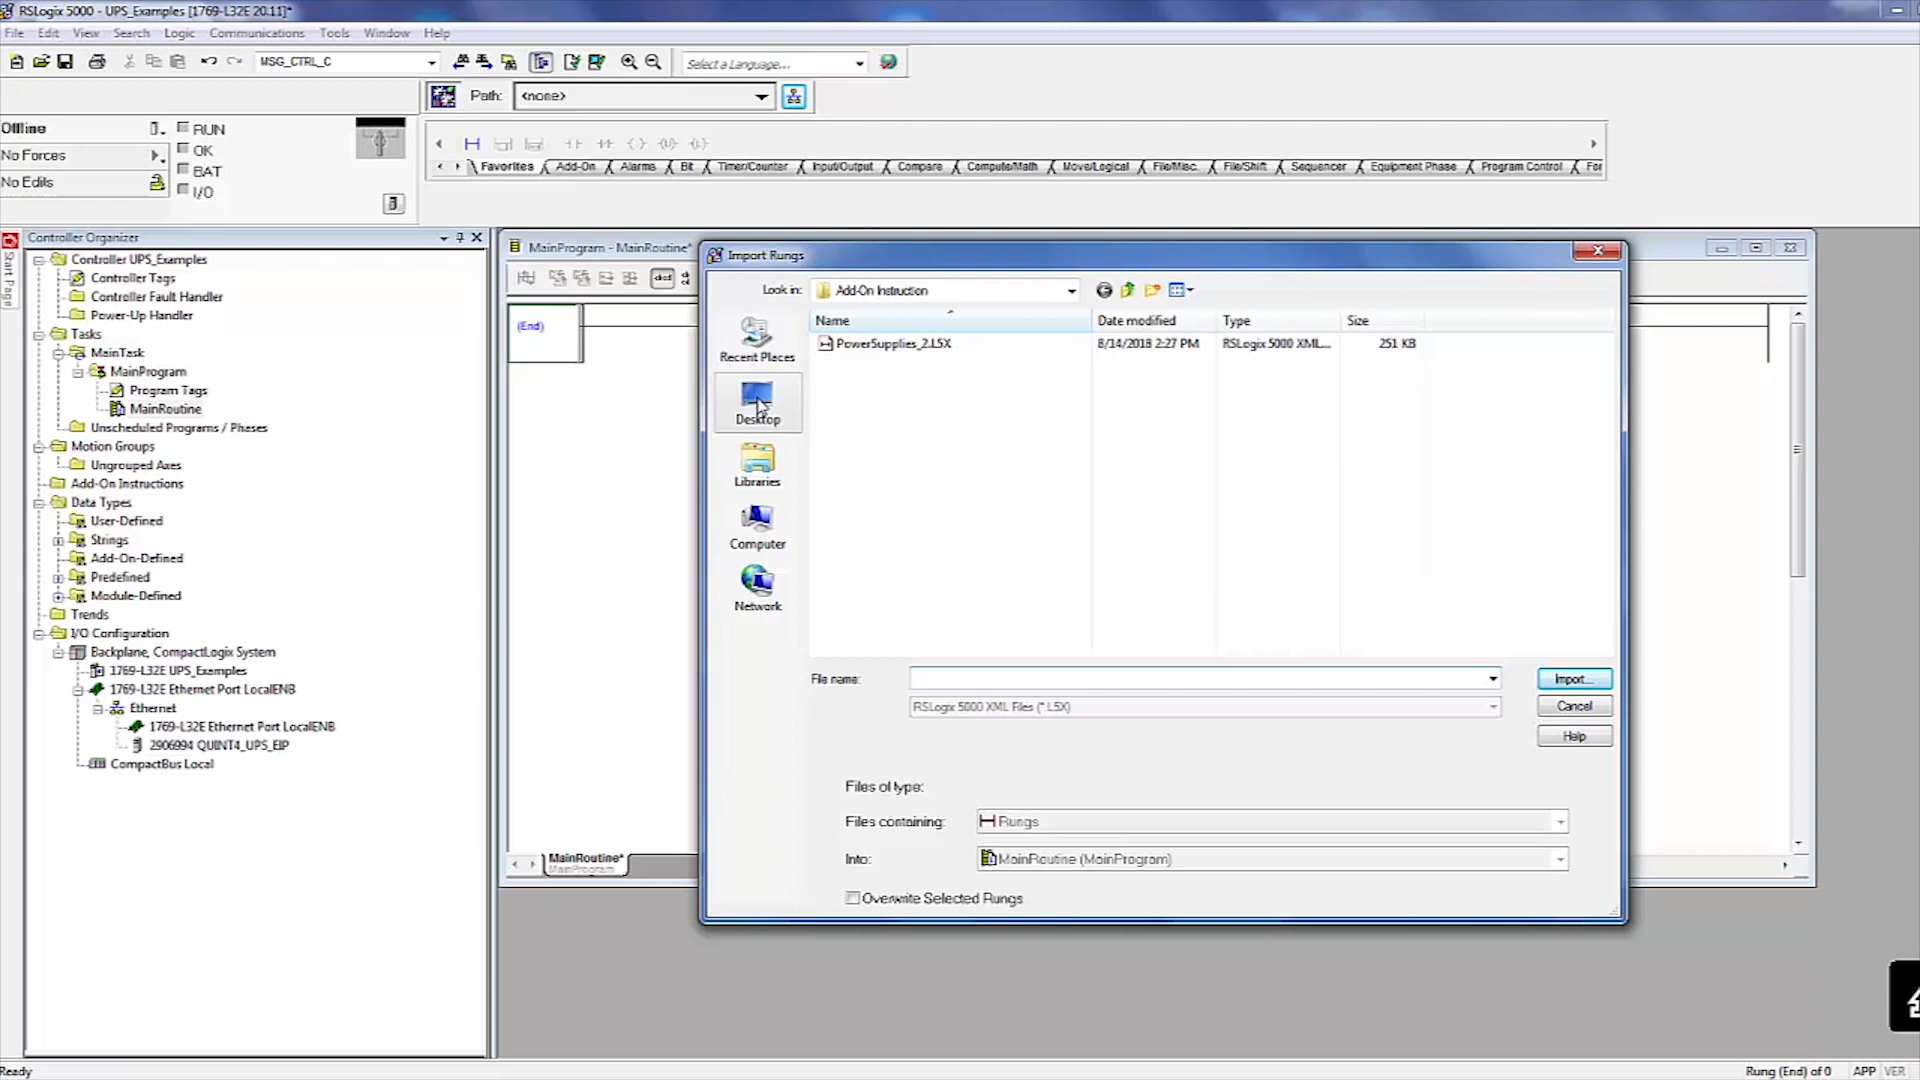 RSLogix 5000 - UPS_Examples [1769-L32E 20.11]*
File Edit View Search Logic Communications Tools Window Help
MSG_CTRL_C
Select a Language...
Path: <none>
Offline
RUN
No Forces
OK
BAT
No Edits
I/O
Favorites Add-On Alarms Bit Timer/Counter Input/Output Compare Compute/Math Move/Logical File/Misc. File/Shift Sequencer Equipment Phase Program Control For
Start Page
Controller Organizer
Controller UPS_Examples
Controller Tags
Controller Fault Handler
Power-Up Handler
Tasks
MainTask
MainProgram
Program Tags
MainRoutine
Unscheduled Programs / Phases
Motion Groups
Ungrouped Axes
Add-On Instructions
Data Types
User-Defined
Strings
Add-On-Defined
Predefined
Module-Defined
Trends
I/O Configuration
Backplane, CompactLogix System
1769-L32E UPS_Examples
1769-L32E Ethernet Port LocalENB
Ethernet
1769-L32E Ethernet Port LocalENB
2906994 QUINT4_UPS_EIP
CompactBus Local
MainProgram - MainRoutine*
(End)
MainRoutine*
MainProgram
Import Rungs
Look in: Add-On Instruction
Name Date modified Type Size
PowerSupplies_2.L5X 8/14/2018 2:27 PM RSLogix 5000 XML... 251 KB
Recent Places
Desktop
Libraries
Computer
Network
File name:
Import...
RSLogix 5000 XML Files (*.L5X)
Cancel
Help
Files of type:
Files containing: Rungs
Into: MainRoutine (MainProgram)
Overwrite Selected Rungs
Ready
Rung (End) of 0 APP VER